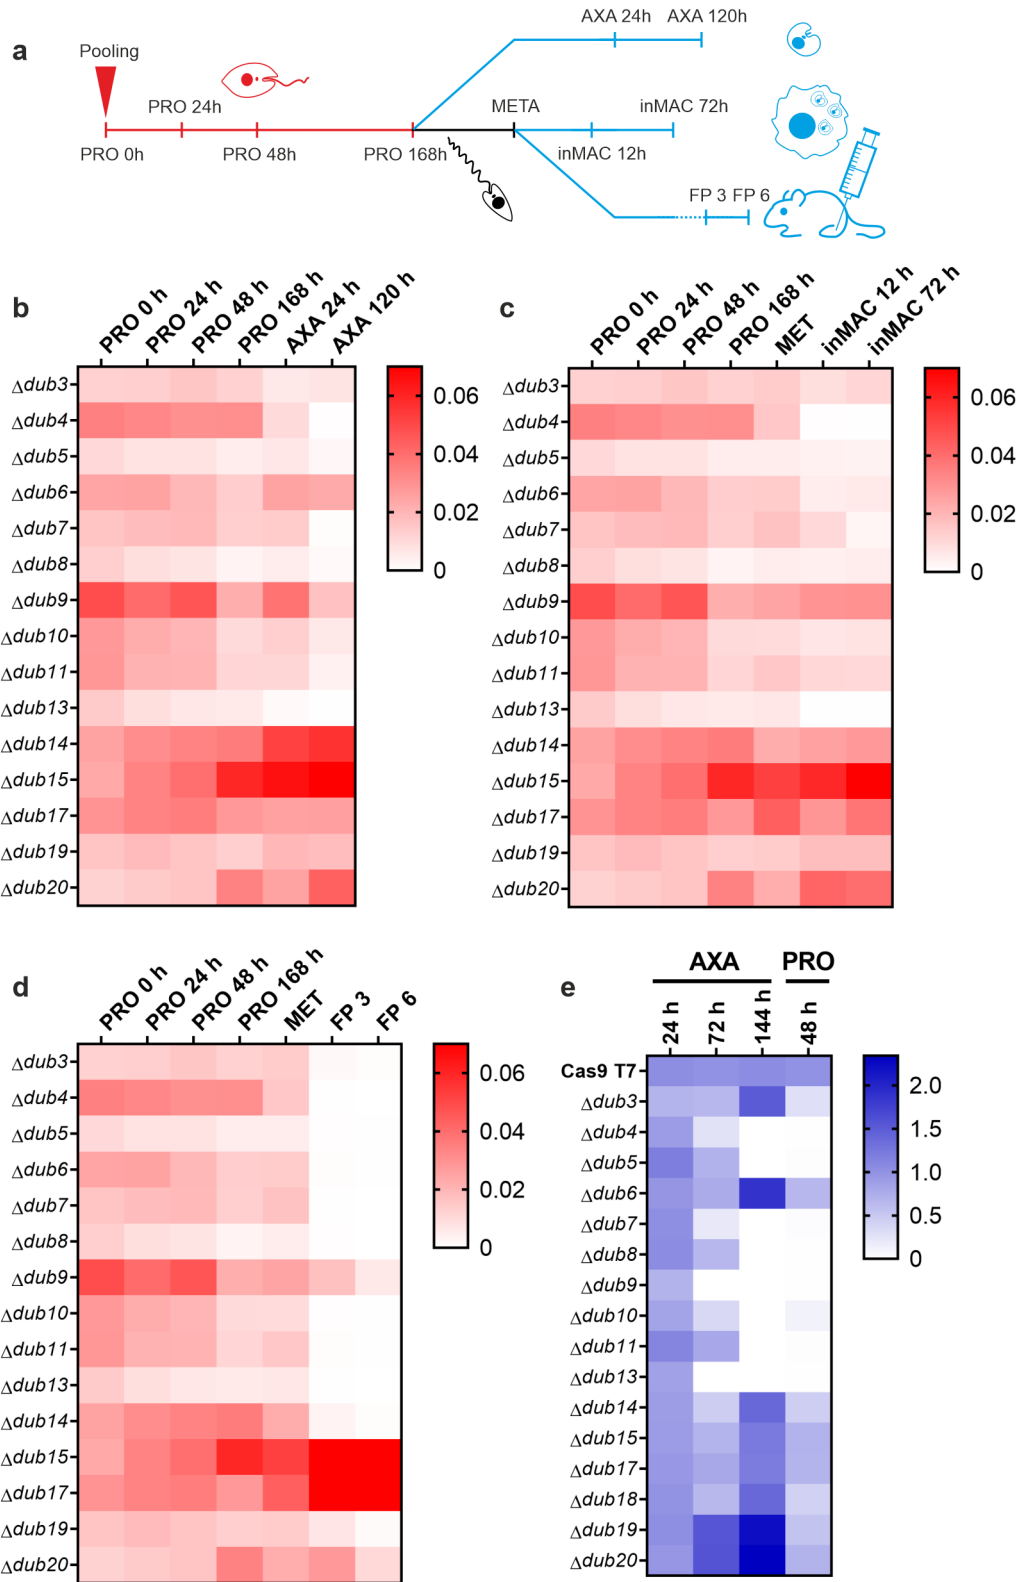 a
Pooling
AXA 24h AXA 120h
PRO 24h
META
inMAC 72h
PRO 0h
PRO 48h
PRO 168h
inMAC 12h
FP 3 FP 6
b
PRO 0 h
PRO 24 h
PRO 48 h
PRO 168 h
AXA 24 h
AXA 120 h
Δdub3
Δdub4
Δdub5
Δdub6
Δdub7
Δdub8
Δdub9
Δdub10
Δdub11
Δdub13
Δdub14
Δdub15
Δdub17
Δdub19
Δdub20
0.06
0.04
0.02
0
c
PRO 0 h
PRO 24 h
PRO 48 h
PRO 168 h
MET
inMAC 12 h
inMAC 72 h
Δdub3
Δdub4
Δdub5
Δdub6
Δdub7
Δdub8
Δdub9
Δdub10
Δdub11
Δdub13
Δdub14
Δdub15
Δdub17
Δdub19
Δdub20
0.06
0.04
0.02
0
d
PRO 0 h
PRO 24 h
PRO 48 h
PRO 168 h
MET
FP 3
FP 6
Δdub3
Δdub4
Δdub5
Δdub6
Δdub7
Δdub8
Δdub9
Δdub10
Δdub11
Δdub13
Δdub14
Δdub15
Δdub17
Δdub19
Δdub20
0.06
0.04
0.02
0
e
AXA PRO
24 h
72 h
144 h
48 h
Cas9 T7
Δdub3
Δdub4
Δdub5
Δdub6
Δdub7
Δdub8
Δdub9
Δdub10
Δdub11
Δdub13
Δdub14
Δdub15
Δdub17
Δdub18
Δdub19
Δdub20
2.0
1.5
1.0
0.5
0